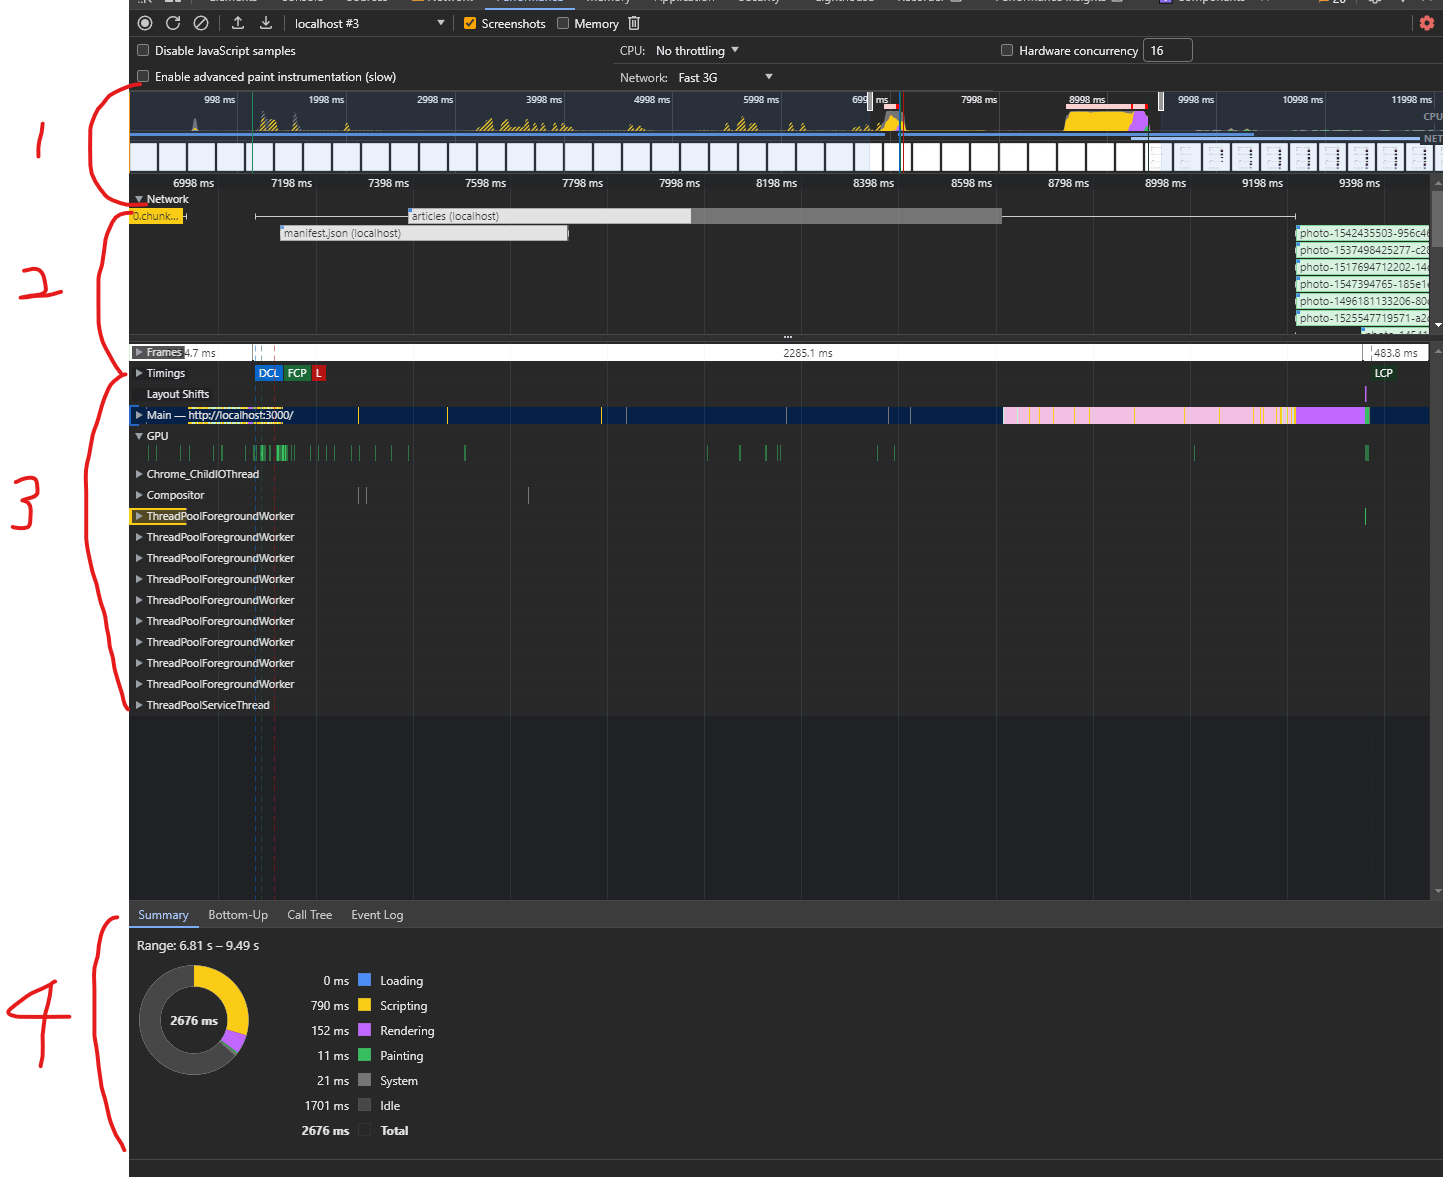 localhost #3 Screenshots Memory
Disable JavaScript samples CPU: No throttling Hardware concurrency 16
Enable advanced paint instrumentation (slow) Network: Fast 3G
998 ms 1998 ms 2998 ms 3998 ms 4998 ms 5998 ms ms 7998 ms 8998 ms 9998 ms 10998 ms 11998 ms
CPU
NET
1
6998 ms 7198 ms 7398 ms 7598 ms 7798 ms 7998 ms 8198 ms 8398 ms 8598 ms 8798 ms 8998 ms 9198 ms 9398 ms
Network
0.chunk... articles (localhost)
manifest.json (localhost) photo-1542435503-956c4
photo-1537498425277-c28
photo-1517694712202-14
photo-1547394765-185e1
photo-1496181133206-80
photo-1525547719571-a2
2
Frames 4.7 ms 2285.1 ms 483.8 ms
Timings DCL FCP L LCP
Layout Shifts
Main — http://localhost:3000/
GPU
Chrome_ChildIOThread
Compositor
3
ThreadPoolForegroundWorker
ThreadPoolForegroundWorker
ThreadPoolForegroundWorker
ThreadPoolForegroundWorker
ThreadPoolForegroundWorker
ThreadPoolForegroundWorker
ThreadPoolForegroundWorker
ThreadPoolForegroundWorker
ThreadPoolForegroundWorker
ThreadPoolServiceThread
Summary Bottom-Up Call Tree Event Log
Range: 6.81 s – 9.49 s
4
2676 ms
0 ms Loading
790 ms Scripting
152 ms Rendering
11 ms Painting
21 ms System
1701 ms Idle
2676 ms Total